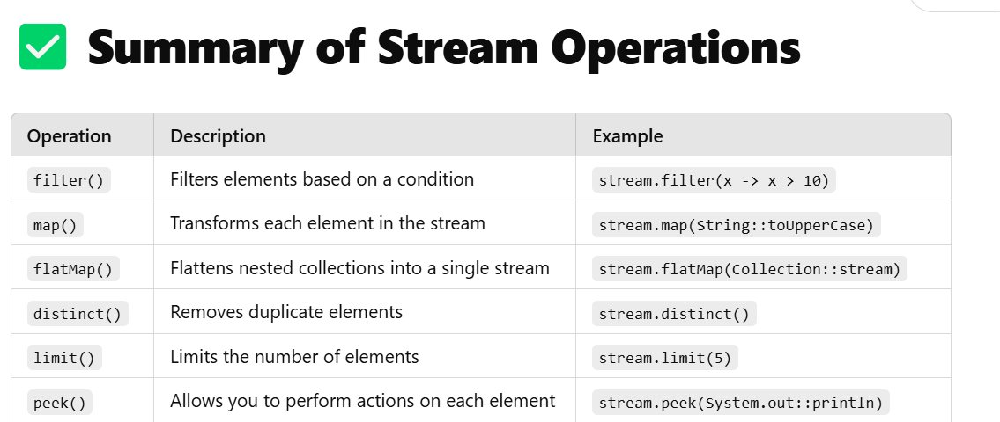 Summary of Stream Operations
Operation Description Example
filter() Filters elements based on a condition stream.filter(x -> x > 10)
map() Transforms each element in the stream stream.map(String::toUpperCase)
flatMap() Flattens nested collections into a single stream stream.flatMap(Collection::stream)
distinct() Removes duplicate elements stream.distinct()
limit() Limits the number of elements stream.limit(5)
peek() Allows you to perform actions on each element stream.peek(System.out::println)